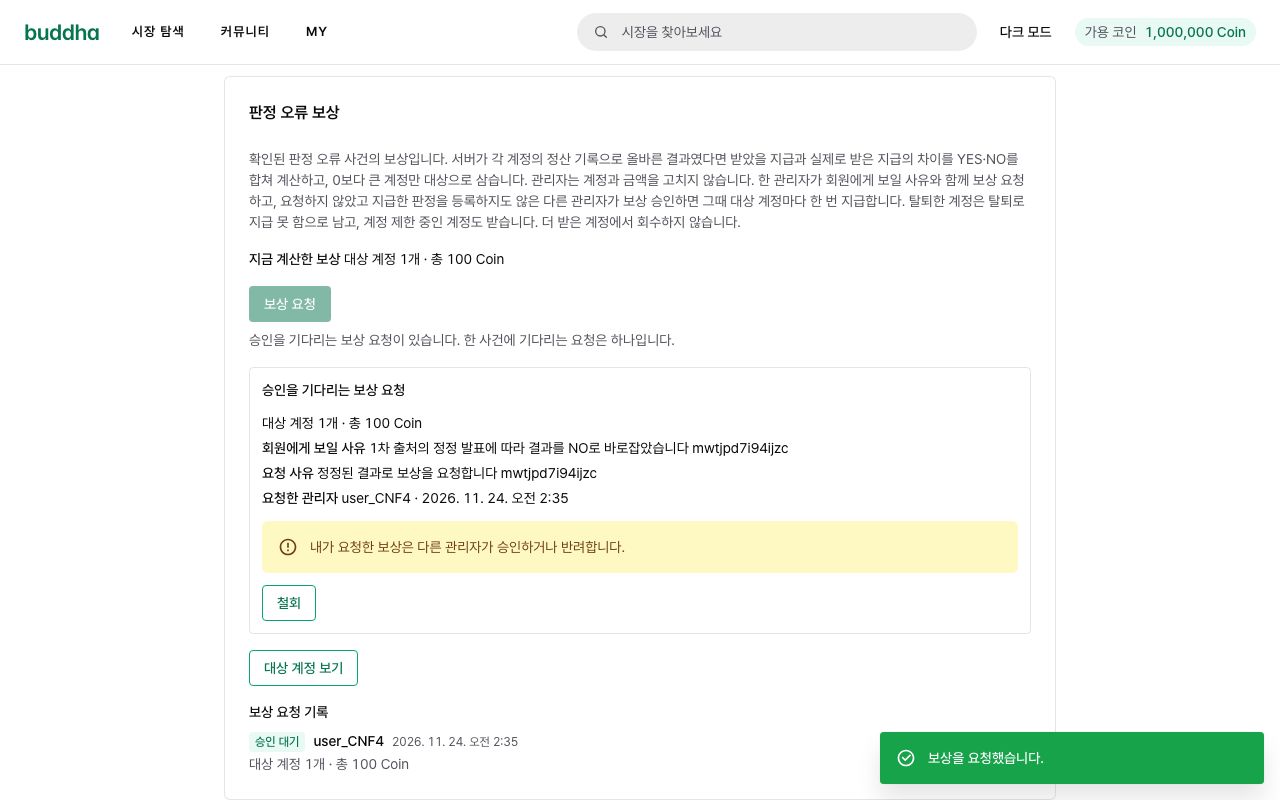 buddha
시장 탐색
커뮤니티
MY
시장을 찾아보세요
다크 모드
가용 코인 1,000,000 Coin
판정 오류 보상
확인된 판정 오류 사건의 보상입니다. 서버가 각 계정의 정산 기록으로 올바른 결과였다면 받았을 지급과 실제로 받은 지급의 차이를 YES·NO를
합쳐 계산하고, 0보다 큰 계정만 대상으로 삼습니다. 관리자는 계정과 금액을 고치지 않습니다. 한 관리자가 회원에게 보일 사유와 함께 보상 요청
하고, 요청하지 않았고 지급한 판정을 등록하지도 않은 다른 관리자가 보상 승인하면 그때 대상 계정마다 한 번 지급합니다. 탈퇴한 계정은 탈퇴로
지급 못 함으로 남고, 계정 제한 중인 계정도 받습니다. 더 받은 계정에서 회수하지 않습니다.
지금 계산한 보상 대상 계정 1개 · 총 100 Coin
보상 요청
승인을 기다리는 보상 요청이 있습니다. 한 사건에 기다리는 요청은 하나입니다.
승인을 기다리는 보상 요청
대상 계정 1개 · 총 100 Coin
회원에게 보일 사유 1차 출처의 정정 발표에 따라 결과를 NO로 바로잡았습니다 mwtjpd7i94ijzc
요청 사유 정정된 결과로 보상을 요청합니다 mwtjpd7i94ijzc
요청한 관리자 user_CNF4 · 2026. 11. 24. 오전 2:35
내가 요청한 보상은 다른 관리자가 승인하거나 반려합니다.
철회
대상 계정 보기
보상 요청 기록
승인 대기 user_CNF4 2026. 11. 24. 오전 2:35
대상 계정 1개 · 총 100 Coin
보상을 요청했습니다.